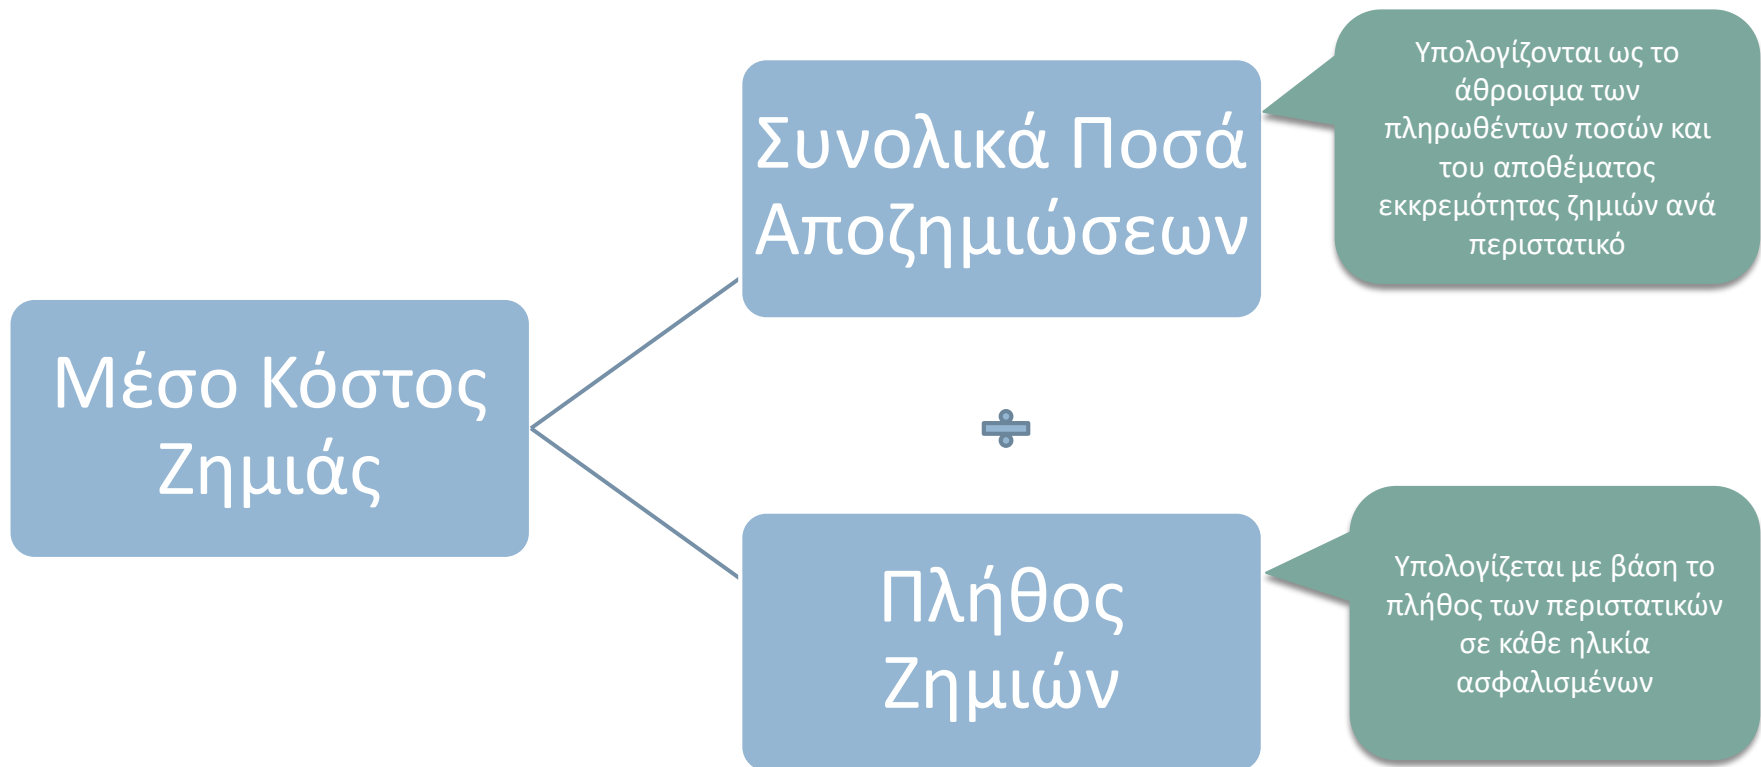 Υπολογίζονται ως το
άθροισμα των
πληρωθέντων ποσών και
του αποθέματος
εκκρεμότητας ζημιών ανά
περιστατικό
Συνολικά Ποσά
Αποζημιώσεων
Μέσο Κόστος
Ζημιάς
÷
Πλήθος
Ζημιών
Υπολογίζεται με βάση το
πλήθος των περιστατικών
σε κάθε ηλικία
ασφαλισμένων